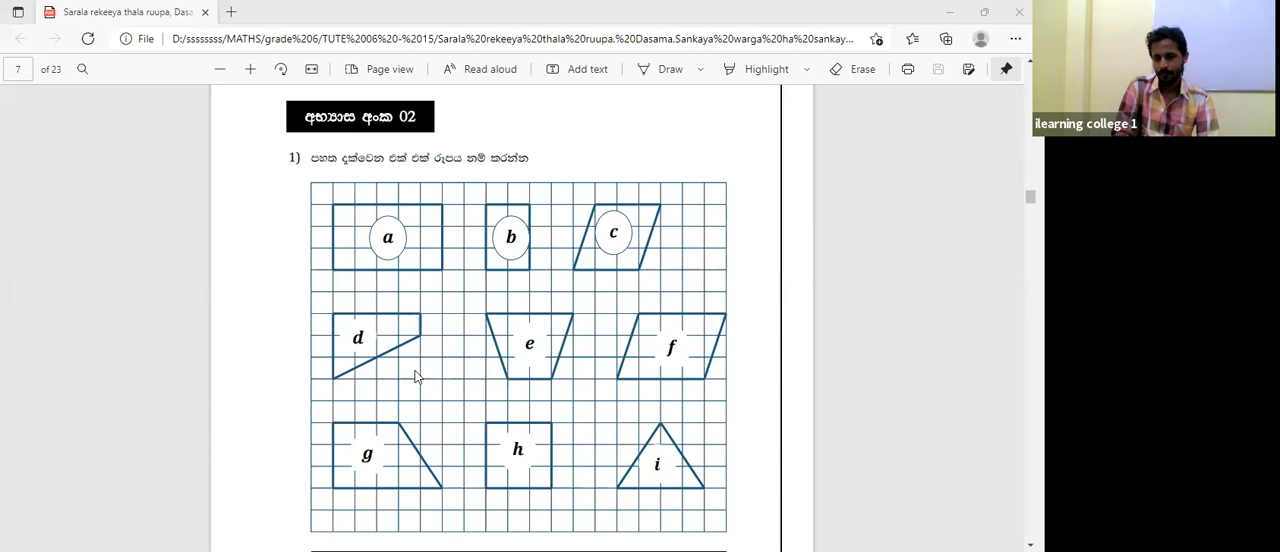 Sarala rekeeya thala ruupa, Dasa
File
D:/ssssssss/MATHS/grade%206/TUTE%2006%20-%2015/Sarala%20rekeeya%20thala%20ruupa.%20Dasama.Sankaya%20warga%20ha%20sankay...
7 of 23
Page view
Read aloud
Add text
Draw
Highlight
Erase
ilearning college 1
අභ්‍යාස අංක 02
1) පහත දැක්වෙන එක් එක් රූපය නම් කරන්න
a b c
d e f
g h i